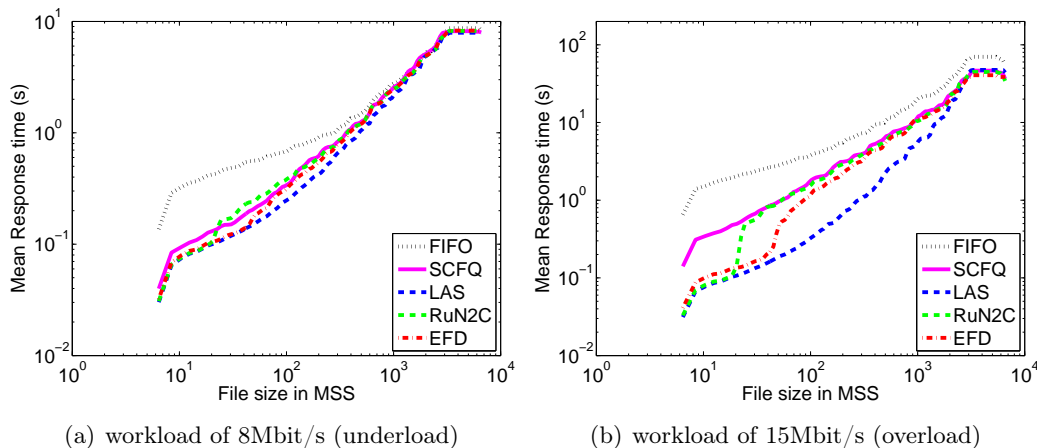 10^1
10^0
10^-1
10^-2
Mean Response time (s)
10^0
10^1
10^2
10^3
10^4
File size in MSS
FIFO
SCFQ
LAS
RuN2C
EFD
(a) workload of 8Mbit/s (underload)
10^2
10^1
10^0
10^-1
10^-2
Mean Response time (s)
10^0
10^1
10^2
10^3
10^4
File size in MSS
FIFO
SCFQ
LAS
RuN2C
EFD
(b) workload of 15Mbit/s (overload)